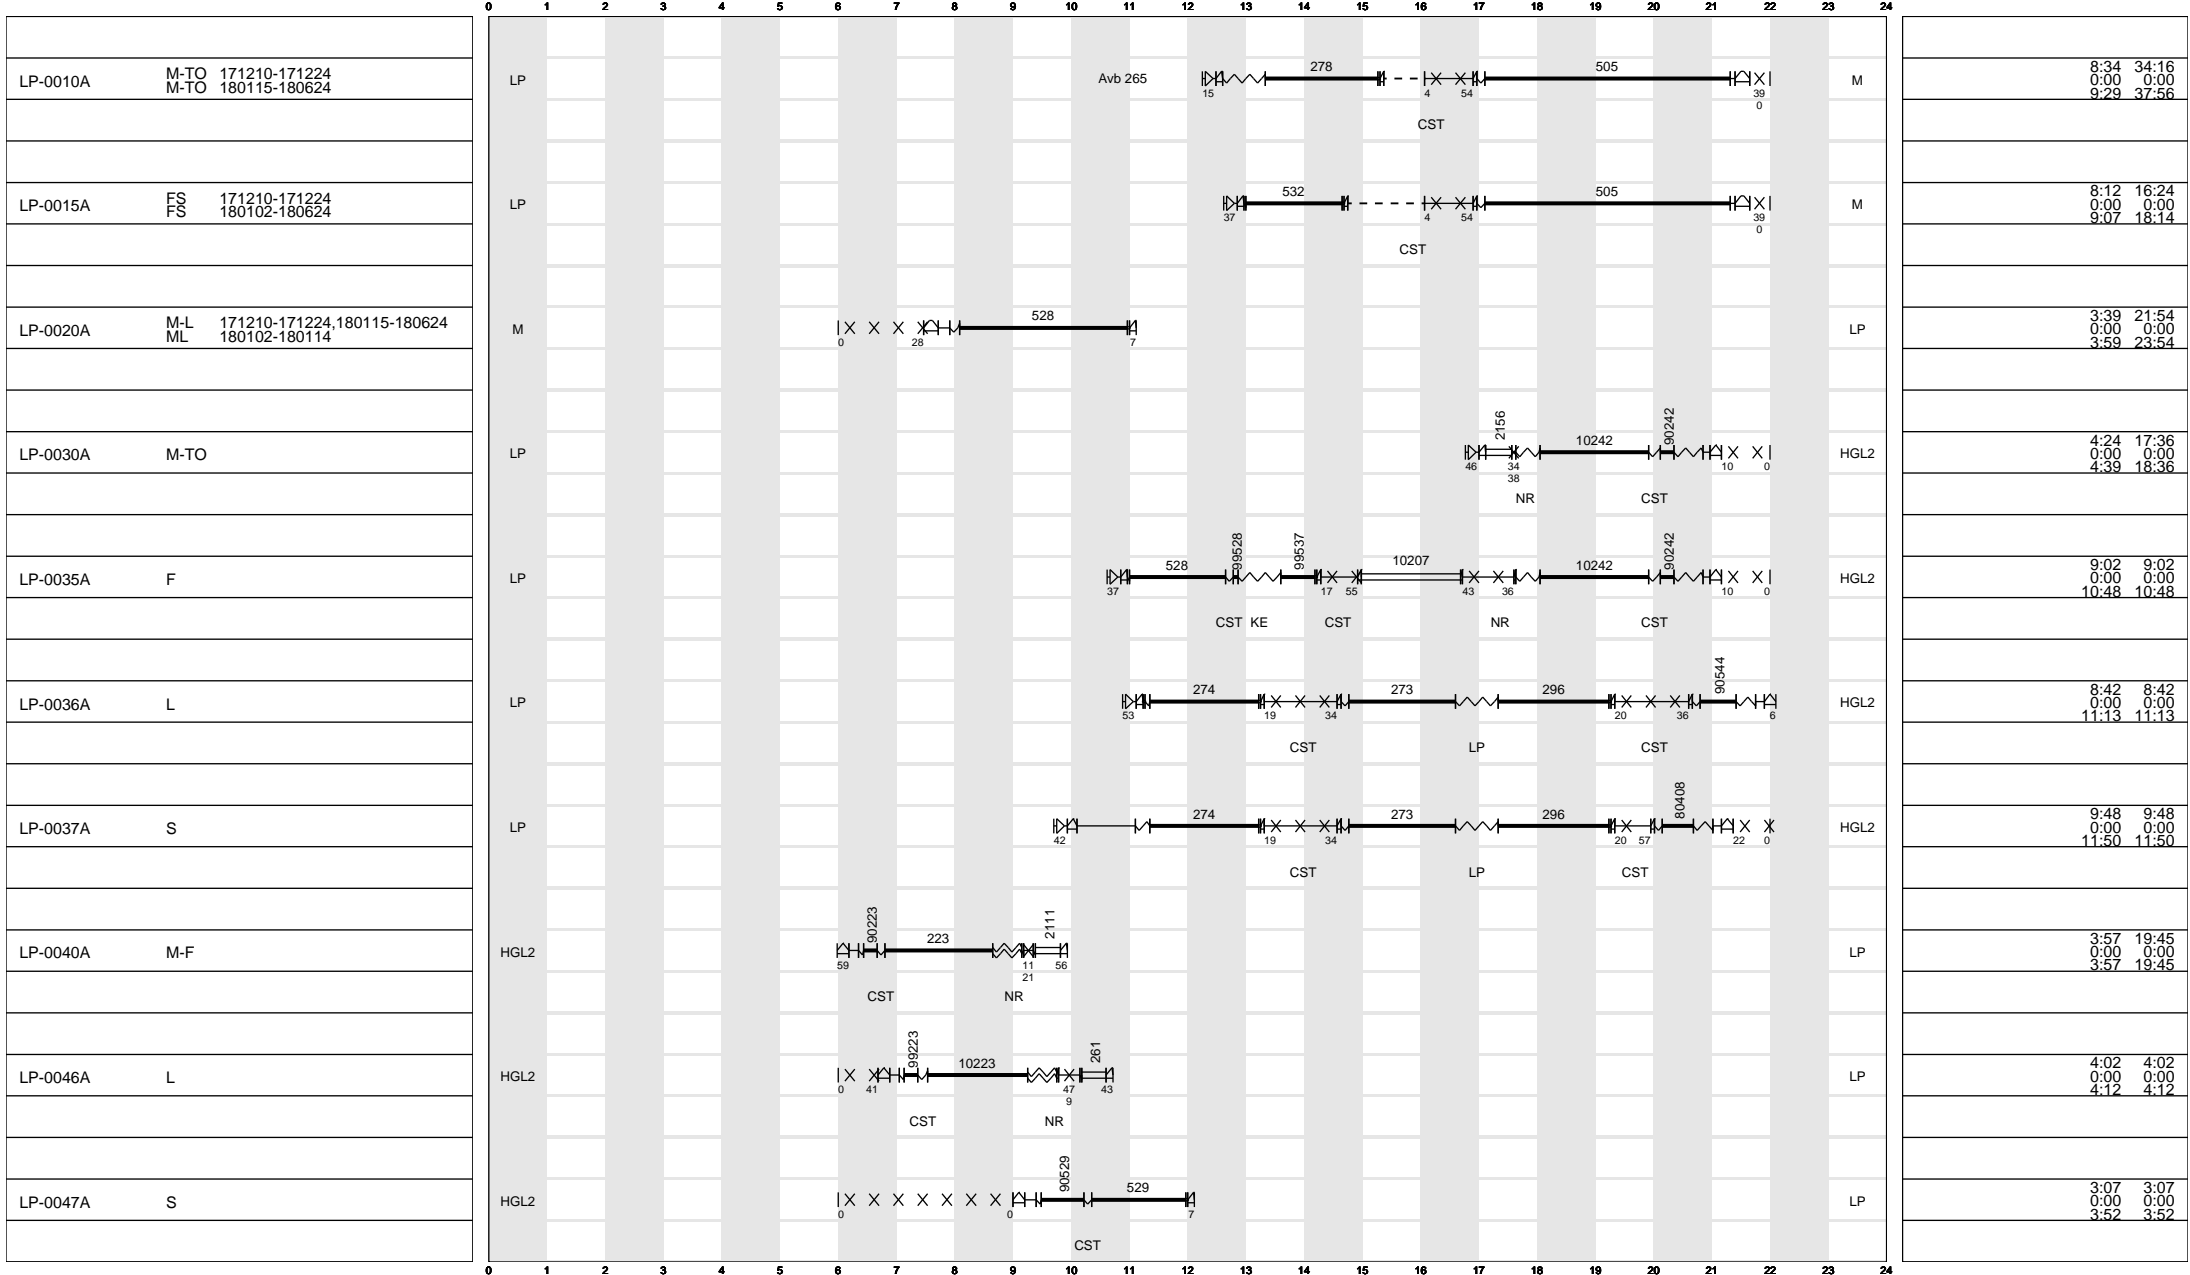 0 1 2 3 4 5 6 7 8 9 10 11 12 13 14 15 16 17 18 19 20 21 22 23 24
LP-0010A M-TO 171210-171224 LP Avb 265 278 505 M 8:34 34:16
M-TO 180115-180624 0:00 0:00
15 4 54 39 9:29 37:56
0
CST
LP-0015A FS 171210-171224 LP 532 505 M 8:12 16:24
FS 180102-180624 0:00 0:00
37 4 54 39 9:07 18:14
0
CST
LP-0020A M-L 171210-171224,180115-180624 M 528 LP 3:39 21:54
ML 180102-180114 0:00 0:00
0 28 7 3:59 23:54
LP-0030A M-TO LP 2156 10242 90242 HGL2 4:24 17:36
0:00 0:00
46 34 10 0 4:39 18:36
38
NR CST
LP-0035A F LP 528 99528 99537 10207 10242 90242 HGL2 9:02 9:02
0:00 0:00
37 17 55 43 36 10 0 10:48 10:48
CST KE CST NR CST
LP-0036A L LP 274 273 296 90544 HGL2 8:42 8:42
0:00 0:00
53 19 34 20 36 6 11:13 11:13
CST LP CST
LP-0037A S LP 274 273 296 80408 HGL2 9:48 9:48
0:00 0:00
42 19 34 20 57 22 0 11:50 11:50
CST LP CST
LP-0040A M-F HGL2 90223 223 2111 LP 3:57 19:45
0:00 0:00
59 11 56 3:57 19:45
21
CST NR
LP-0046A L HGL2 99223 10223 261 LP 4:02 4:02
0:00 0:00
0 41 47 43 4:12 4:12
9
CST NR
LP-0047A S HGL2 90529 529 LP 3:07 3:07
0:00 0:00
0 0 7 3:52 3:52
CST
0 1 2 3 4 5 6 7 8 9 10 11 12 13 14 15 16 17 18 19 20 21 22 23 24